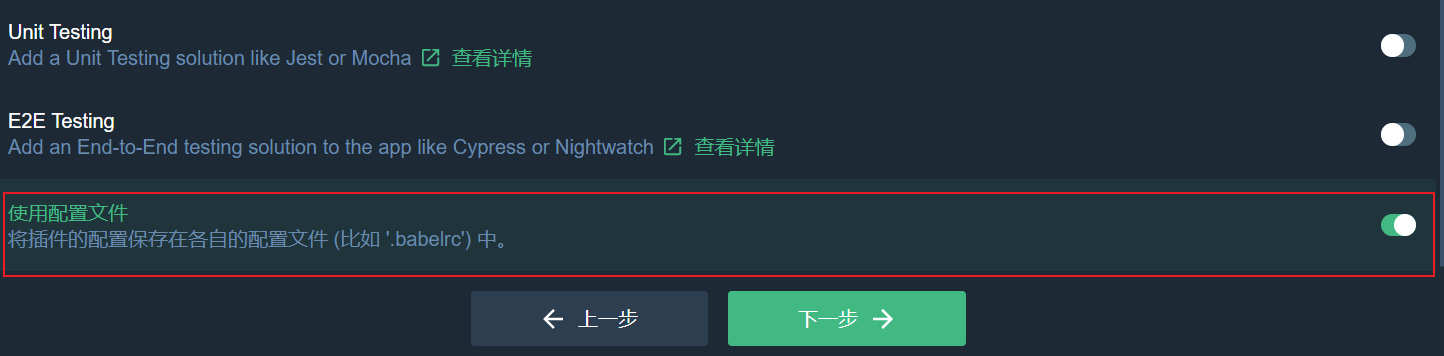 Unit Testing
Add a Unit Testing solution like Jest or Mocha 查看详情
E2E Testing
Add an End-to-End testing solution to the app like Cypress or Nightwatch 查看详情
使用配置文件
将插件的配置保存在各自的配置文件 (比如 '.babelrc') 中。
上一步 下一步